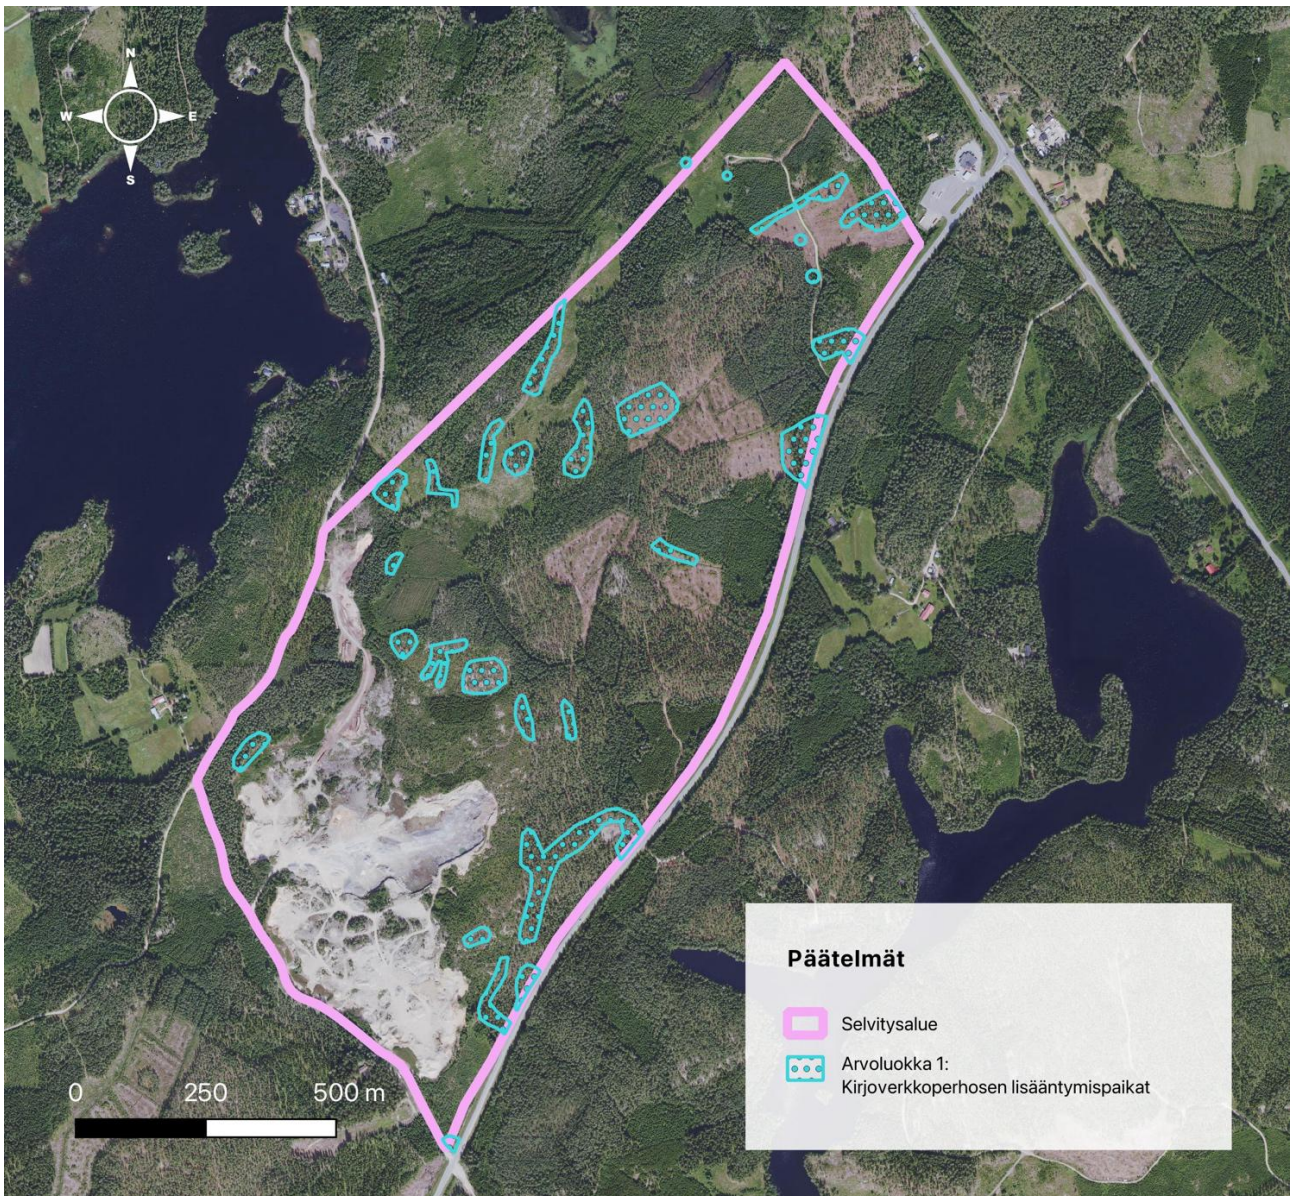 N
W E
S
Päätelmät
Selvitysalue
Arvoluokka 1:
Kirjoverkkoperhosen lisääntymispaikat
0 250 500 m